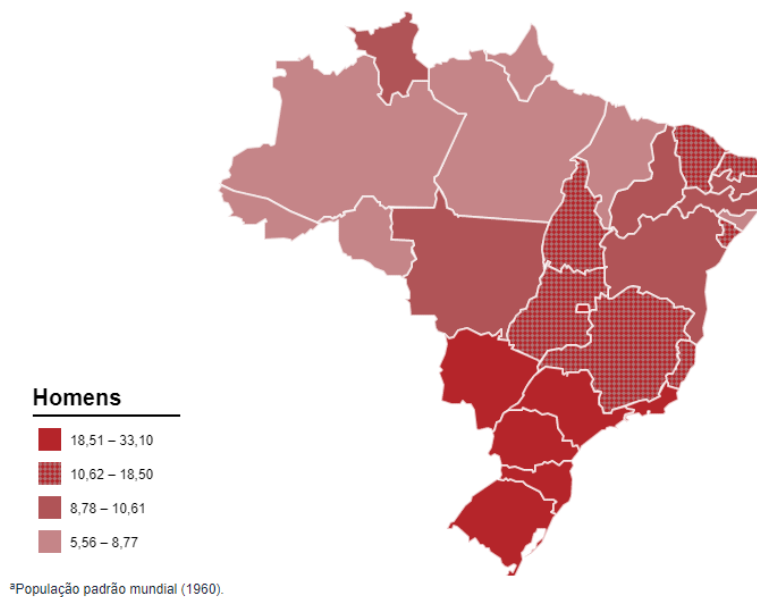 Homens
18,51 – 33,10
10,62 – 18,50
8,78 – 10,61
5,56 – 8,77
ªPopulação padrão mundial (1960).